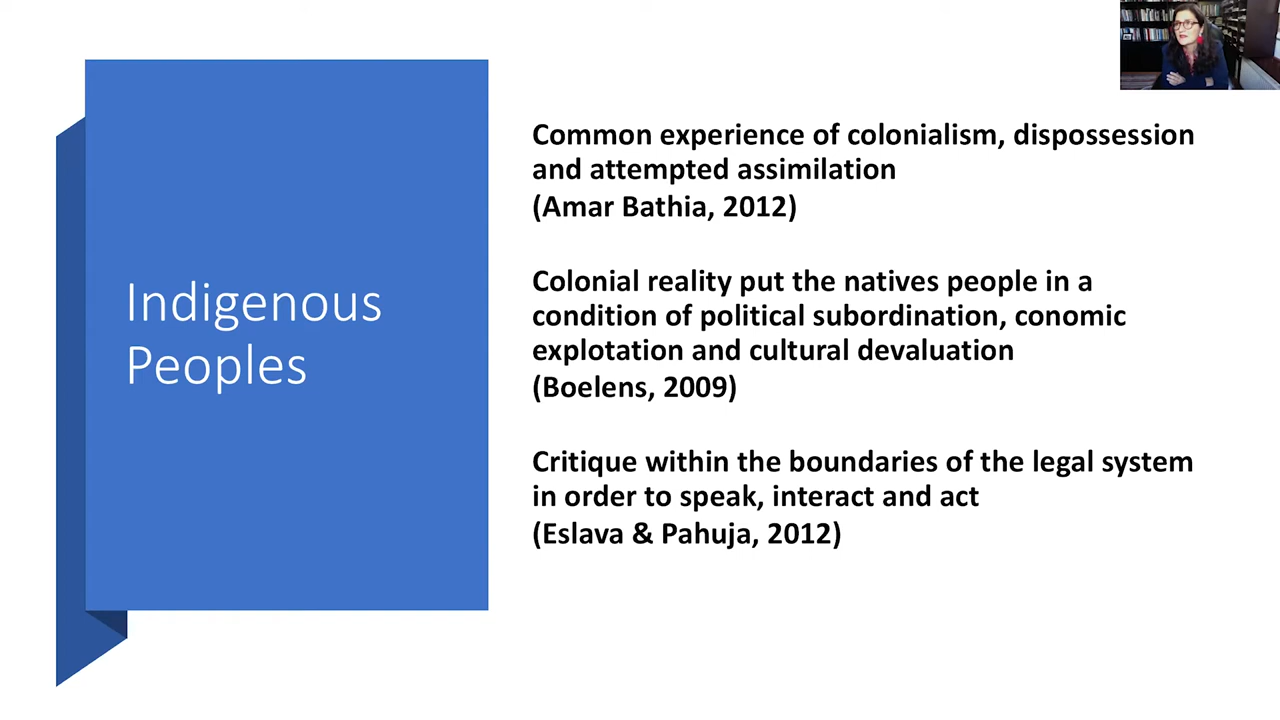 Indigenous
Peoples
Common experience of colonialism, dispossession
and attempted assimilation
(Amar Bathia, 2012)
Colonial reality put the natives people in a
condition of political subordination, conomic
explotation and cultural devaluation
(Boelens, 2009)
Critique within the boundaries of the legal system
in order to speak, interact and act
(Eslava & Pahuja, 2012)